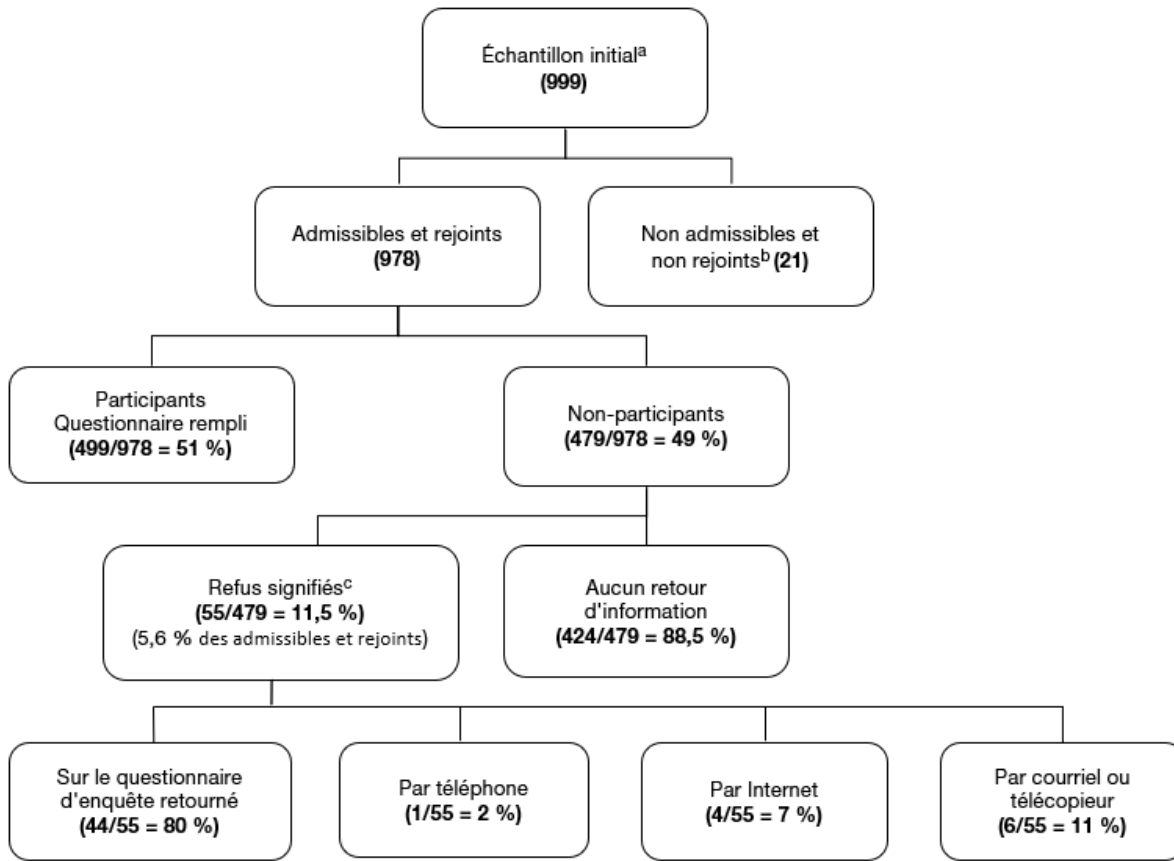 Échantillon initialᵃ
(999)
Admissibles et rejoints
(978)
Non admissibles et
non rejointsᵇ (21)
Participants
Questionnaire rempli
(499/978 = 51 %)
Non-participants
(479/978 = 49 %)
Refus signifiésᶜ
(55/479 = 11,5 %)
(5,6 % des admissibles et rejoints)
Aucun retour
d'information
(424/479 = 88,5 %)
Sur le questionnaire
d'enquête retourné
(44/55 = 80 %)
Par téléphone
(1/55 = 2 %)
Par Internet
(4/55 = 7 %)
Par courriel ou
télécopieur
(6/55 = 11 %)